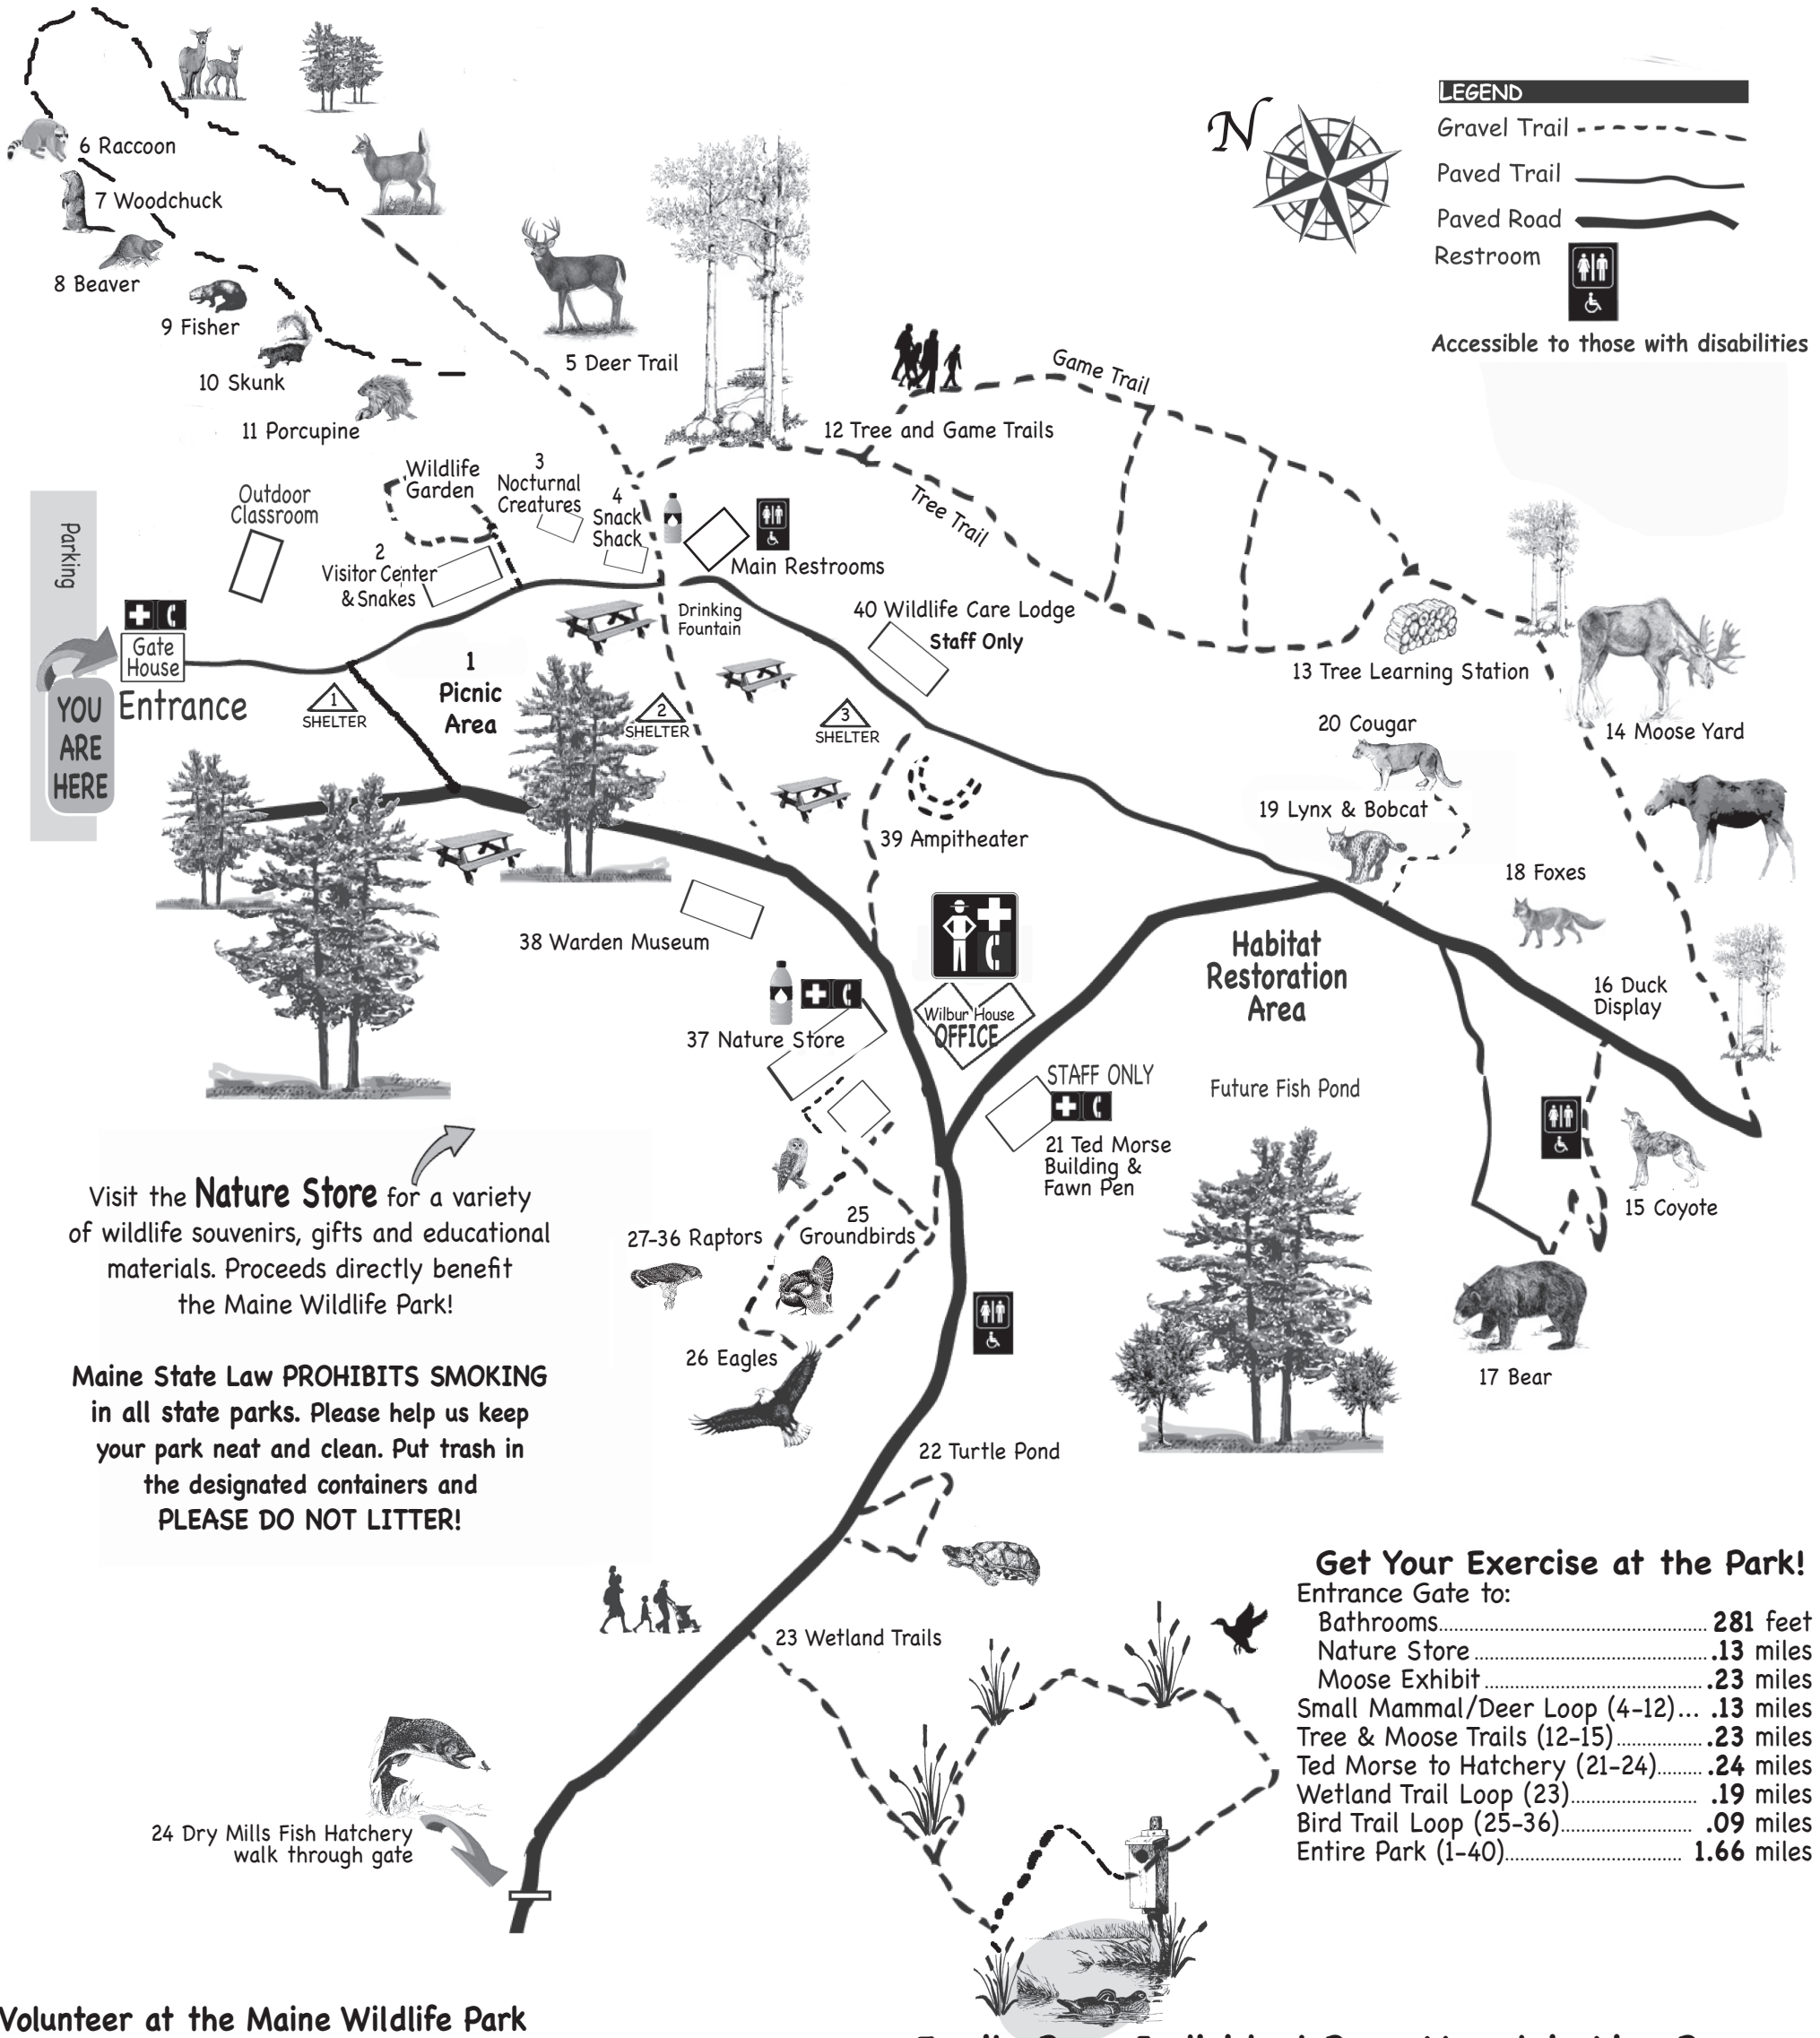 N
LEGEND
Gravel Trail
Paved Trail
Paved Road
Restroom
Accessible to those with disabilities
6 Raccoon
7 Woodchuck
8 Beaver
9 Fisher
10 Skunk
11 Porcupine
5 Deer Trail
Game Trail
12 Tree and Game Trails
Tree Trail
Wildlife
Garden
3
Nocturnal
Creatures
4
Snack
Shack
Outdoor
Classroom
Parking
2
Visitor Center
& Snakes
Main Restrooms
Drinking
Fountain
40 Wildlife Care Lodge
Staff Only
13 Tree Learning Station
Gate
House
Entrance
YOU
ARE
HERE
1
SHELTER
1
Picnic
Area
2
SHELTER
3
SHELTER
20 Cougar
14 Moose Yard
19 Lynx & Bobcat
39 Ampitheater
18 Foxes
38 Warden Museum
Habitat
Restoration
Area
16 Duck
Display
37 Nature Store
Wilbur House
OFFICE
STAFF ONLY
21 Ted Morse
Building &
Fawn Pen
Future Fish Pond
15 Coyote
17 Bear
27-36 Raptors
25
Groundbirds
26 Eagles
22 Turtle Pond
23 Wetland Trails
24 Dry Mills Fish Hatchery
walk through gate
Visit the Nature Store for a variety
of wildlife souvenirs, gifts and educational
materials. Proceeds directly benefit
the Maine Wildlife Park!
Maine State Law PROHIBITS SMOKING
in all state parks. Please help us keep
your park neat and clean. Put trash in
the designated containers and
PLEASE DO NOT LITTER!
Get Your Exercise at the Park!
Entrance Gate to:
Bathrooms............ 281 feet
Nature Store............ .13 miles
Moose Exhibit............ .23 miles
Small Mammal/Deer Loop (4-12)... .13 miles
Tree & Moose Trails (12-15)............ .23 miles
Ted Morse to Hatchery (21-24)......... .24 miles
Wetland Trail Loop (23)............ .19 miles
Bird Trail Loop (25-36)............ .09 miles
Entire Park (1-40)............ 1.66 miles
Volunteer at the Maine Wildlife Park